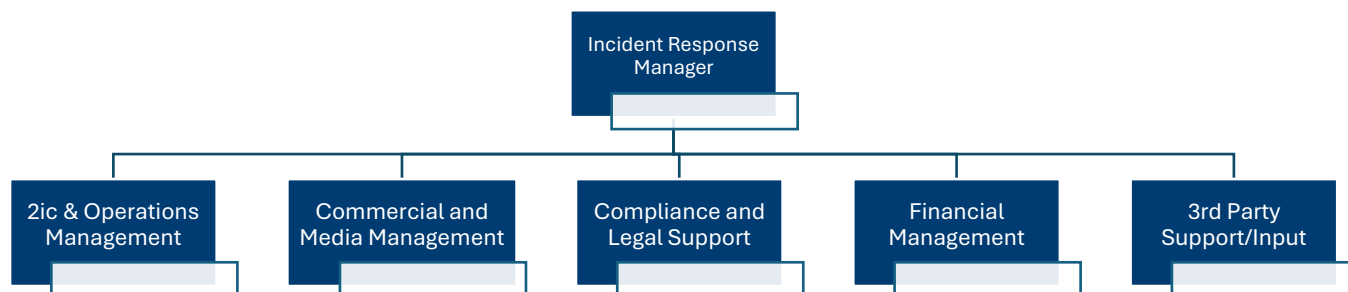 Incident Response
Manager
2ic & Operations
Management
Commercial and
Media Management
Compliance and
Legal Support
Financial
Management
3rd Party
Support/Input